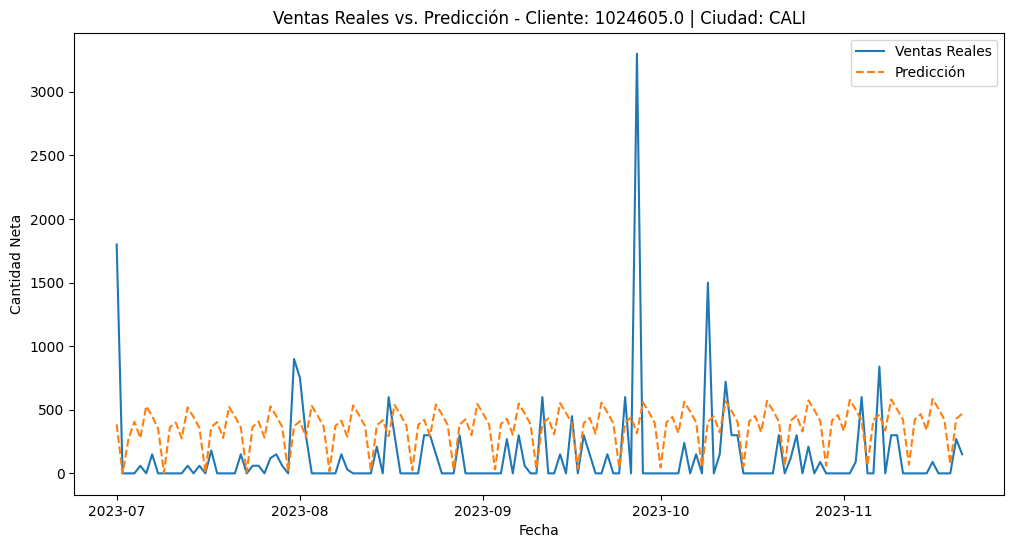 Ventas Reales vs. Predicción - Cliente: 1024605.0 | Ciudad: CALI
Ventas Reales
Predicción
Cantidad Neta
3000
2500
2000
1500
1000
500
0
2023-07
2023-08
2023-09
2023-10
2023-11
Fecha